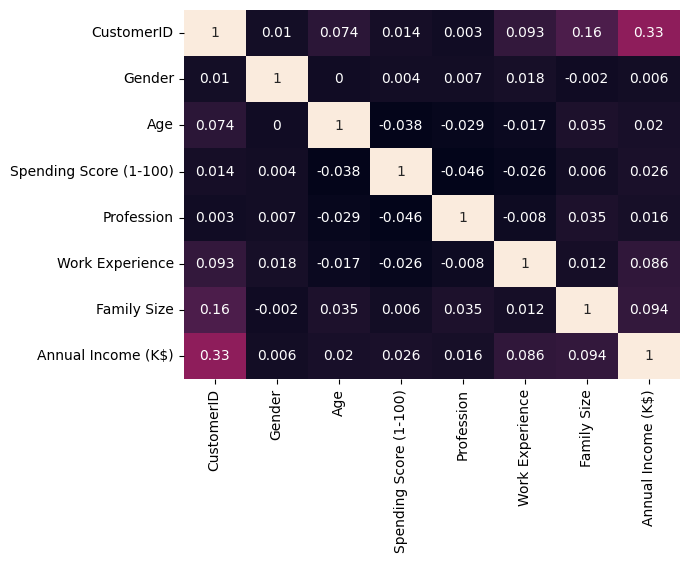 CustomerID 1 0.01 0.074 0.014 0.003 0.093 0.16 0.33
Gender 0.01 1 0 0.004 0.007 0.018 -0.002 0.006
Age 0.074 0 1 -0.038 -0.029 -0.017 0.035 0.02
Spending Score (1-100) 0.014 0.004 -0.038 1 -0.046 -0.026 0.006 0.026
Profession 0.003 0.007 -0.029 -0.046 1 -0.008 0.035 0.016
Work Experience 0.093 0.018 -0.017 -0.026 -0.008 1 0.012 0.086
Family Size 0.16 -0.002 0.035 0.006 0.035 0.012 1 0.094
Annual Income (K$) 0.33 0.006 0.02 0.026 0.016 0.086 0.094 1
CustomerID
Gender
Age
Spending Score (1-100)
Profession
Work Experience
Family Size
Annual Income (K$)